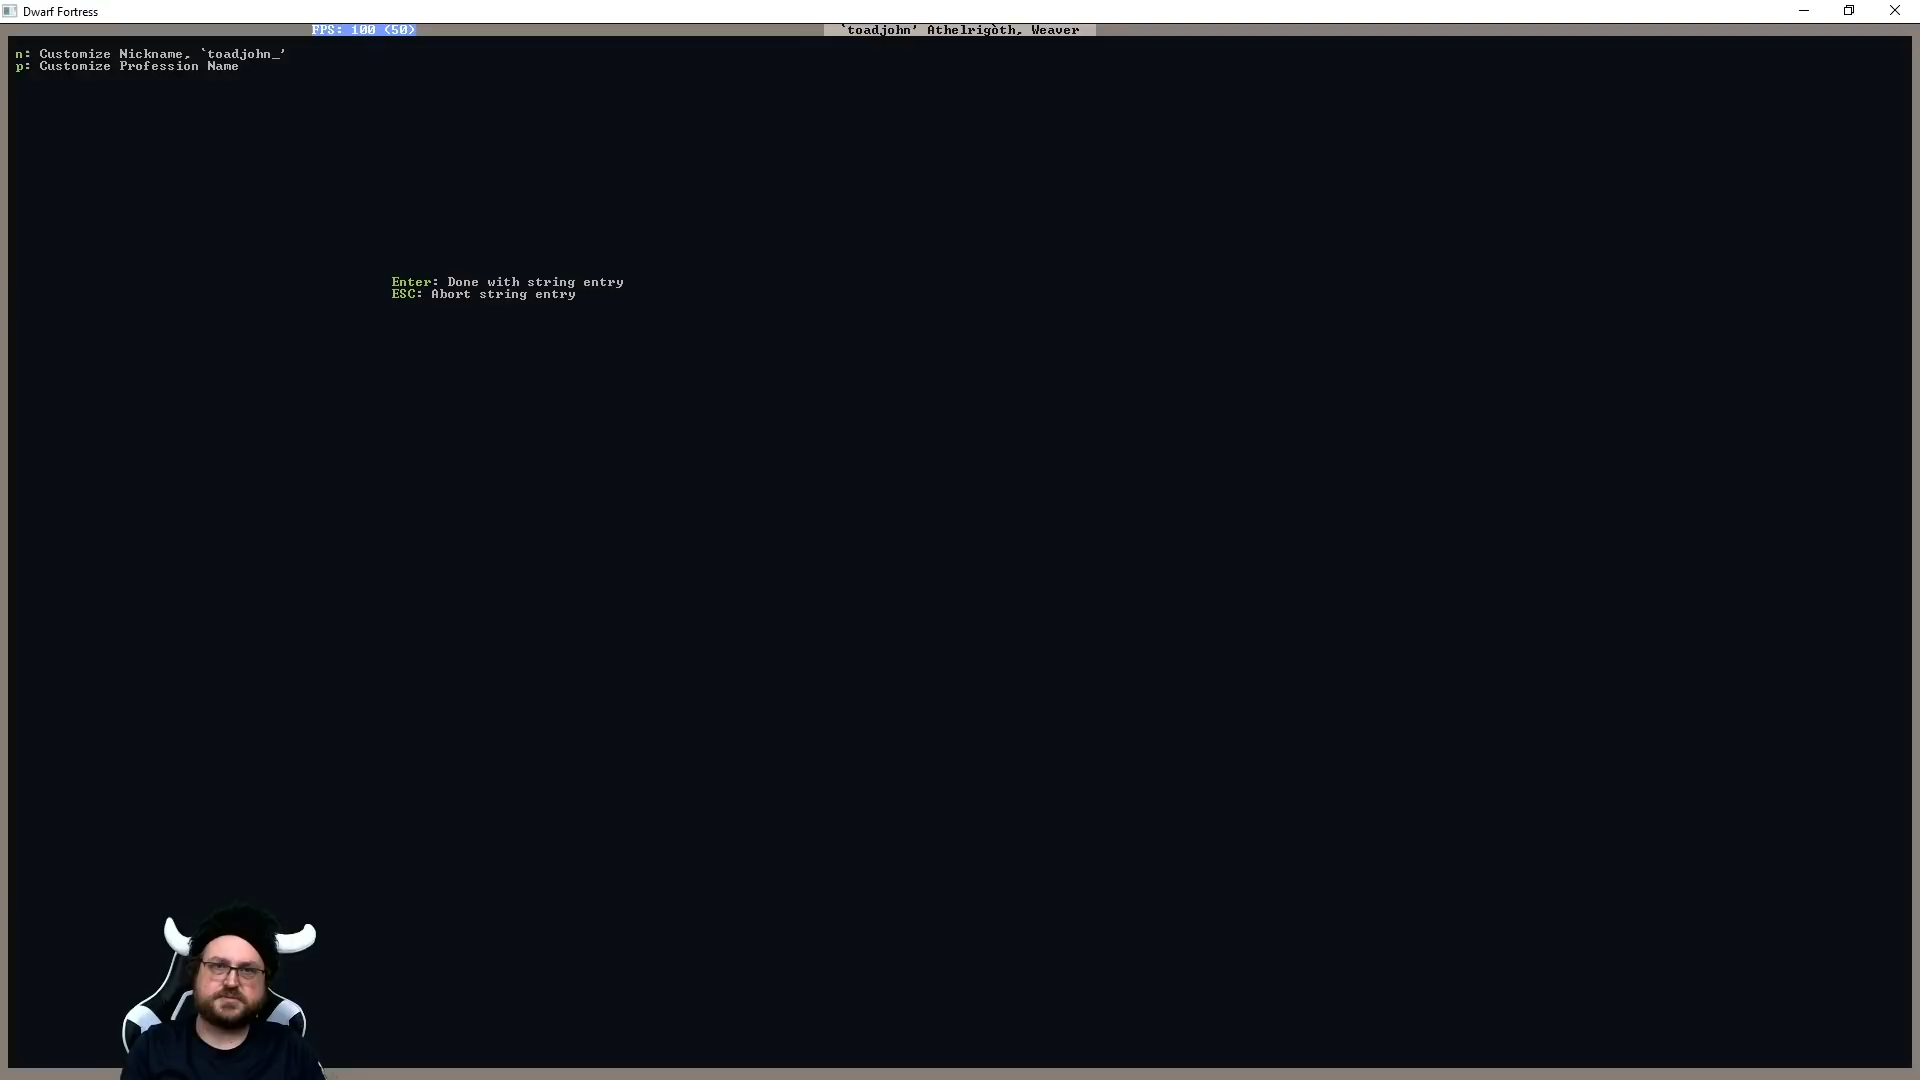 Dwarf Fortress
FPS: 100 (50)
`toadjohn' Athelrigòth, Weaver
n: Customize Nickname, `toadjohn_'
p: Customize Profession Name
Enter: Done with string entry
ESC: Abort string entry